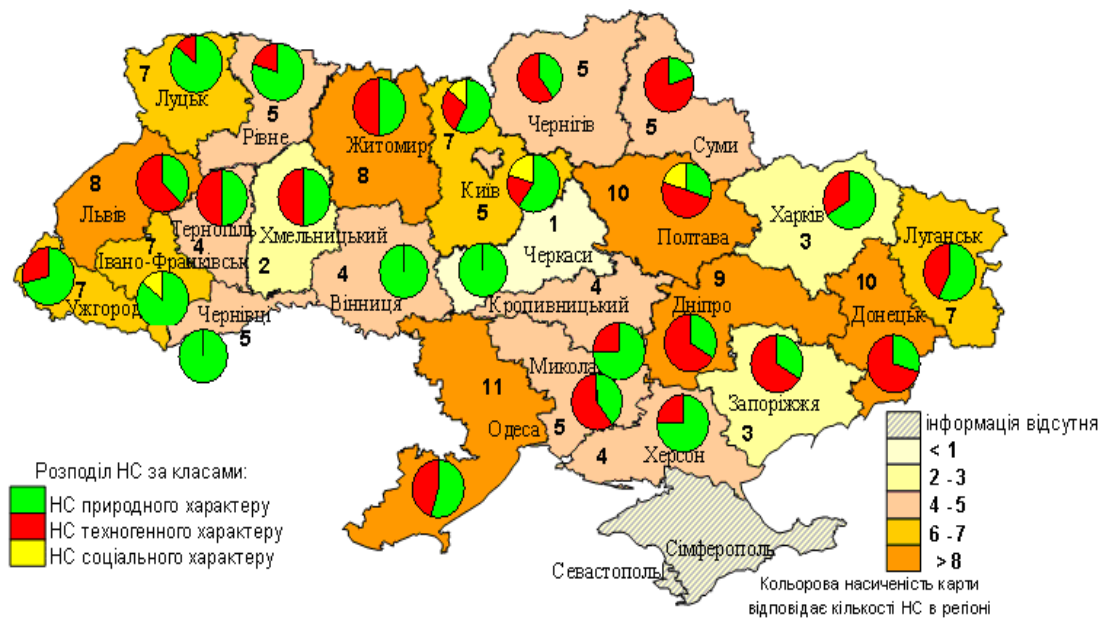 7
Луцьк
5
Рівне
Житомир
8
7
Київ
5
5
Чернігів
5
Суми
8
Львів
Тернопіль
4
Хмельницький
2
7
Івано-Франківськ
7
Ужгород
Чернівці
5
4
Вінниця
1
Черкаси
4
Кропивницький
10
Полтава
Харків
3
Луганськ
7
9
Дніпро
10
Донецьк
Микола
5
Запоріжжя
3
11
Одеса
4
Херсон
Сімферополь
Севастополь
Розподіл НС за класами:
НС природного характеру
НС техногенного характеру
НС соціального характеру
інформація відсутня
< 1
2 - 3
4 - 5
6 - 7
> 8
Кольорова насиченість карти
відповідає кількості НС в регіоні